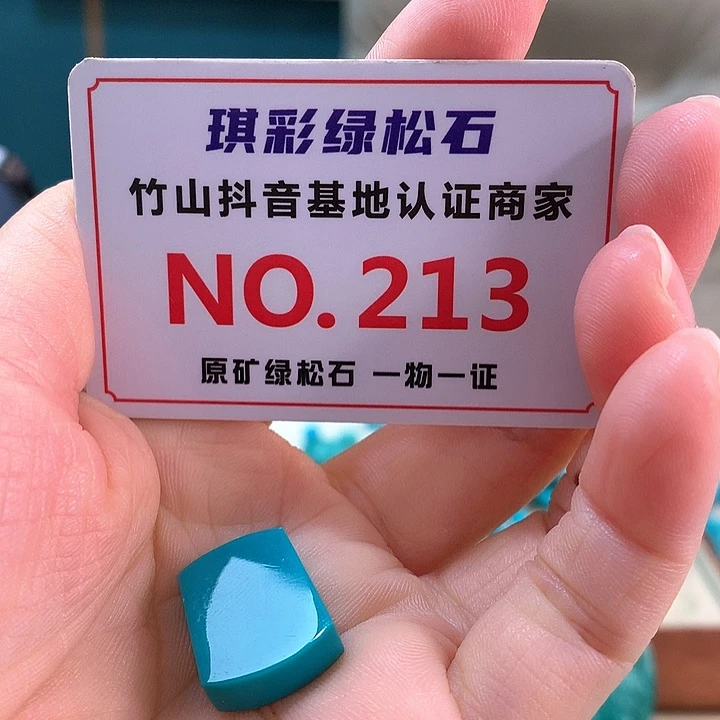 琪彩绿松石
竹山抖音基地认证商家
NO. 213
原矿绿松石 一物一证